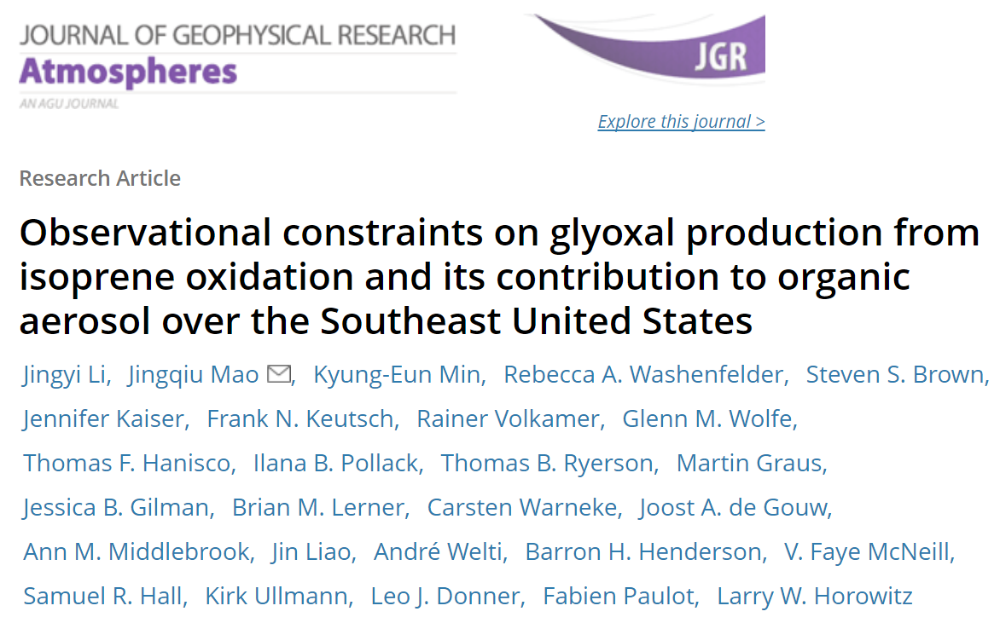 JOURNAL OF GEOPHYSICAL RESEARCH
Atmospheres
AN AGU JOURNAL
JGR
Explore this journal >
Research Article
Observational constraints on glyoxal production from
isoprene oxidation and its contribution to organic
aerosol over the Southeast United States
Jingyi Li, Jingqiu Mao, Kyung-Eun Min, Rebecca A. Washenfelder, Steven S. Brown,
Jennifer Kaiser, Frank N. Keutsch, Rainer Volkamer, Glenn M. Wolfe,
Thomas F. Hanisco, Ilana B. Pollack, Thomas B. Ryerson, Martin Graus,
Jessica B. Gilman, Brian M. Lerner, Carsten Warneke, Joost A. de Gouw,
Ann M. Middlebrook, Jin Liao, André Welti, Barron H. Henderson, V. Faye McNeill,
Samuel R. Hall, Kirk Ullmann, Leo J. Donner, Fabien Paulot, Larry W. Horowitz